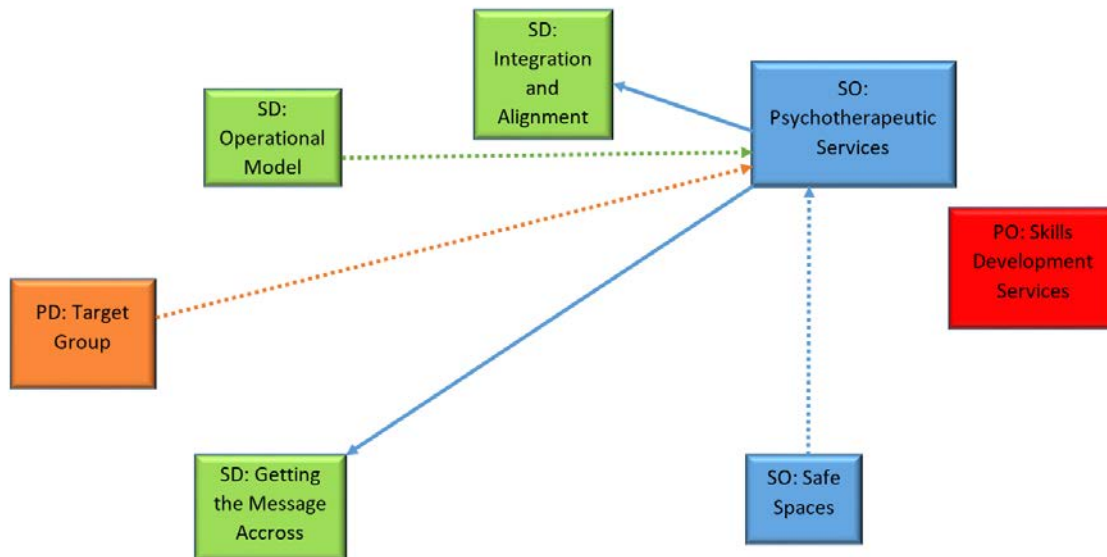 SD:
Integration
and
Alignment
SO:
Psychotherapeutic
Services
SD:
Operational
Model
PO: Skills
Development
Services
PD: Target
Group
SD: Getting
the Message
Accross
SO: Safe
Spaces